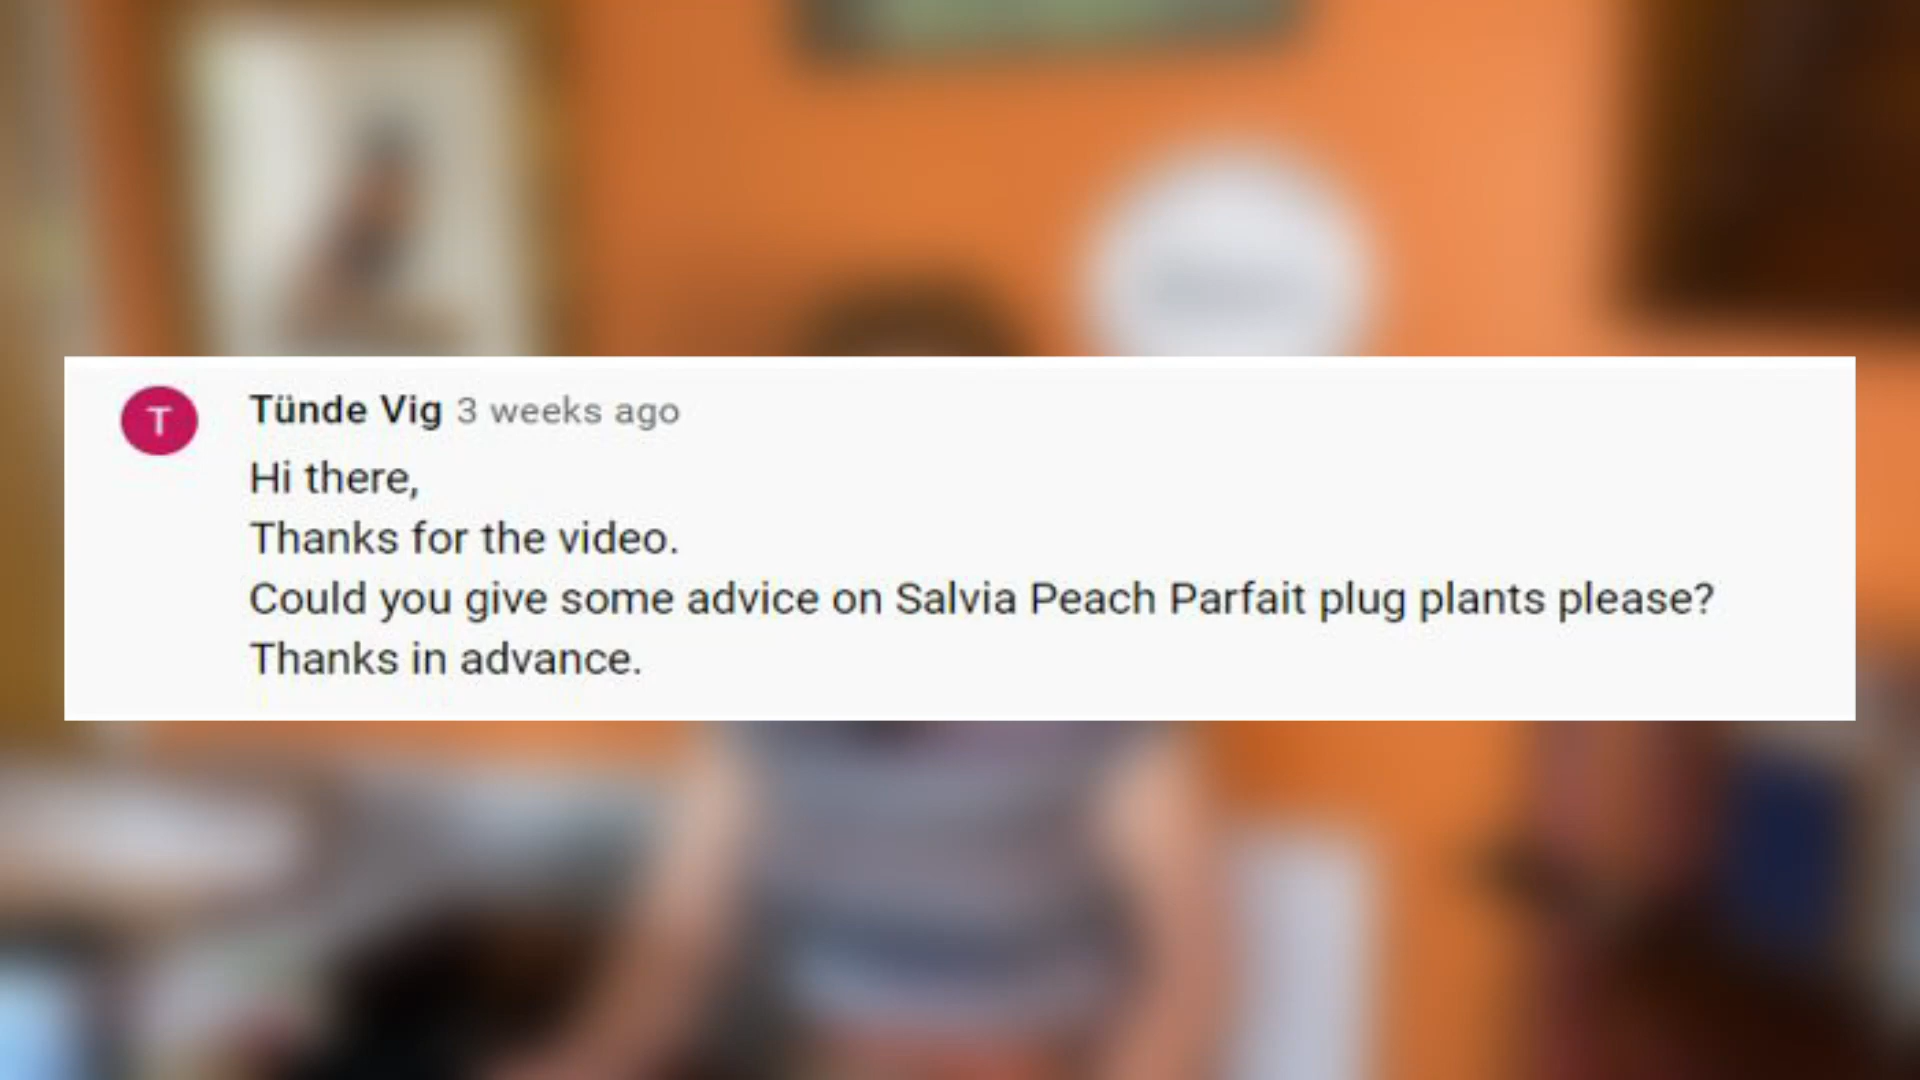 T
Tünde Vig 3 weeks ago
Hi there,
Thanks for the video.
Could you give some advice on Salvia Peach Parfait plug plants please?
Thanks in advance.